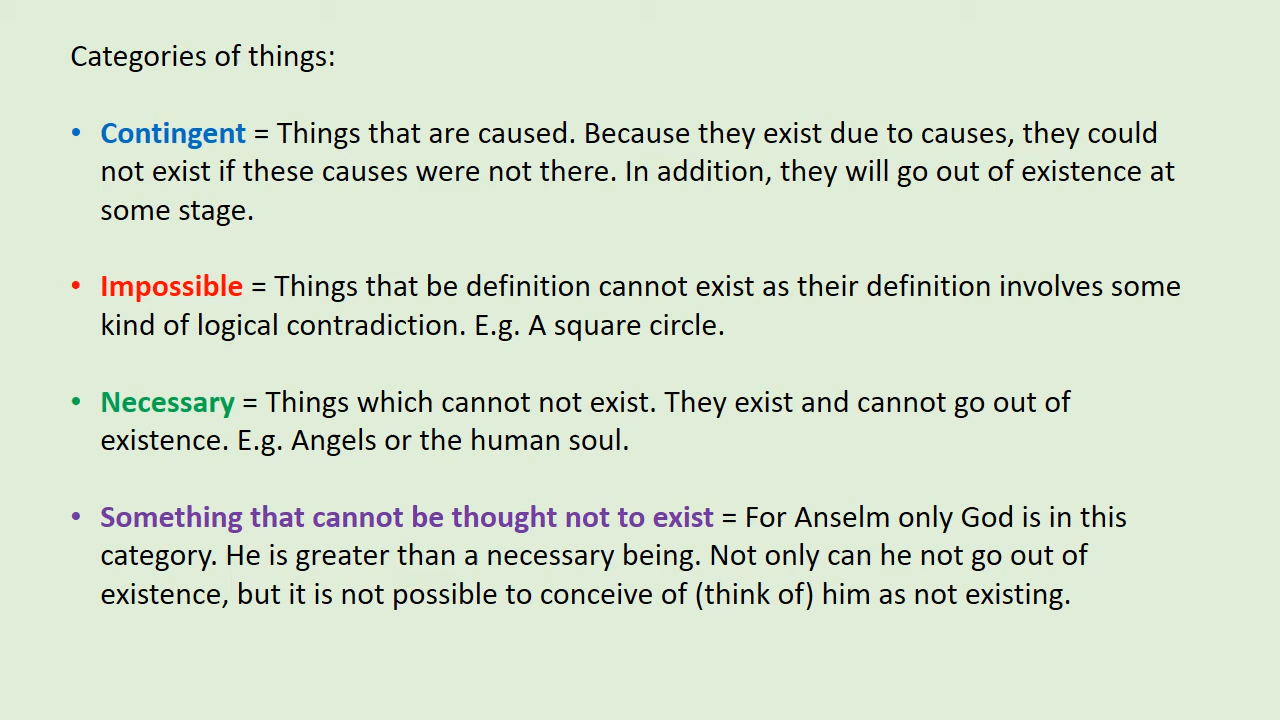 Categories of things:
• Contingent = Things that are caused. Because they exist due to causes, they could
not exist if these causes were not there. In addition, they will go out of existence at
some stage.
• Impossible = Things that be definition cannot exist as their definition involves some
kind of logical contradiction. E.g. A square circle.
• Necessary = Things which cannot not exist. They exist and cannot go out of
existence. E.g. Angels or the human soul.
• Something that cannot be thought not to exist = For Anselm only God is in this
category. He is greater than a necessary being. Not only can he not go out of
existence, but it is not possible to conceive of (think of) him as not existing.